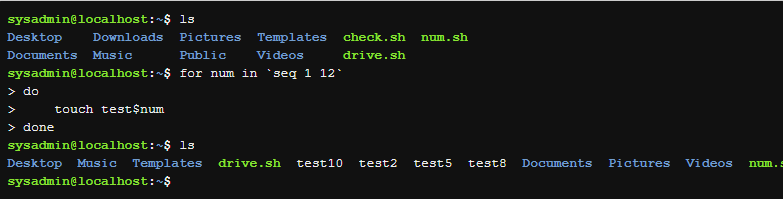 sysadmin@localhost:~$ ls
Desktop Downloads Pictures Templates check.sh num.sh
Documents Music Public Videos drive.sh
sysadmin@localhost:~$ for num in `seq 1 12`
> do
> touch test$num
> done
sysadmin@localhost:~$ ls
Desktop Music Templates drive.sh test10 test2 test5 test8 Documents Pictures Videos num.s
sysadmin@localhost:~$